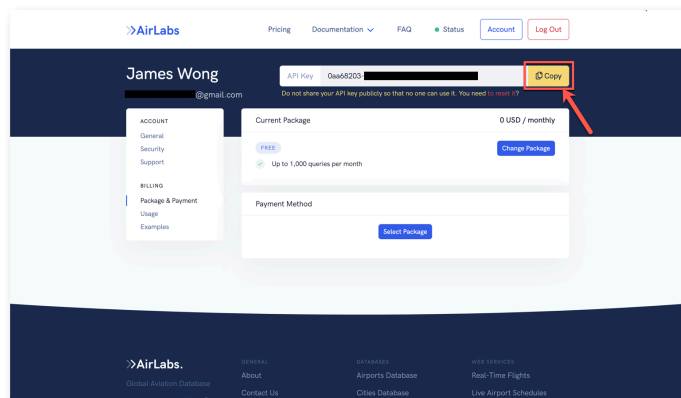 AirLabs
Pricing Documentation FAQ Status Account Log Out
James Wong
@gmail.com
API Key 0aa68203- Copy
Do not share your API key publicly so that no one can use it. You need to reset it?
ACCOUNT
General
Security
Support
BILLING
Package & Payment
Usage
Examples
Current Package 0 USD / monthly
FREE
Change Package
Up to 1,000 queries per month
Payment Method
Select Package
AirLabs.
Global Aviation Database
GENERAL
About
Contact Us
DATABASES
Airports Database
Cities Database
WEB SERVICES
Real-Time Flights
Live Airport Schedules